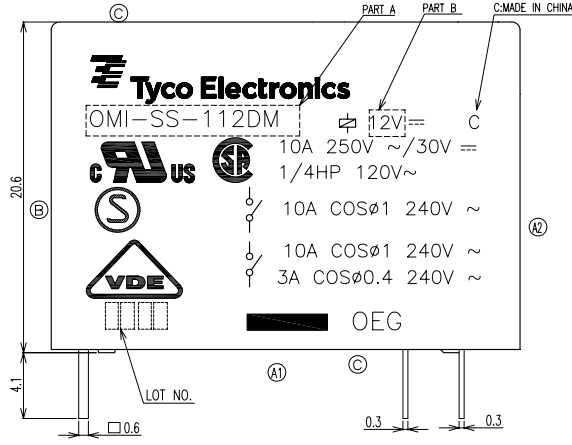 C PART A PART B C:MADE IN CHINA
Tyco Electronics
OMI-SS-112DM 12V C
10A 250V ~/30V
C UR US SP 1/4HP 120V~
20.6
B S 10A COSø1 240V ~ A2
10A COSø1 240V ~
VDE 3A COSø0.4 240V ~
OEG
4.1 LOT NO. A1 C
□0.6 0.3 0.3